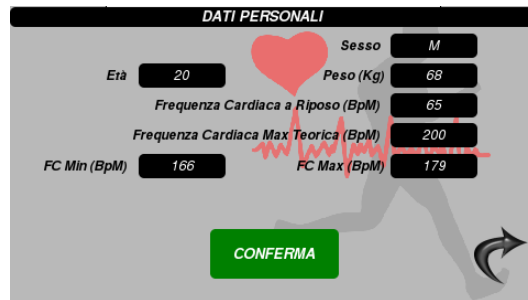 DATI PERSONALI
Sesso M
Età 20 Peso (Kg) 68
Frequenza Cardiaca a Riposo (BpM) 65
Frequenza Cardiaca Max Teorica (BpM) 200
FC Min (BpM) 166 FC Max (BpM) 179
CONFERMA